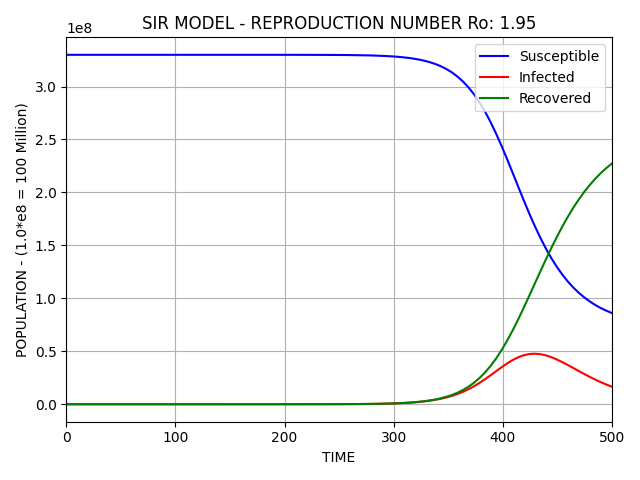 SIR MODEL - REPRODUCTION NUMBER Ro: 1.95
1e8
Susceptible
Infected
Recovered
3.0
2.5
2.0
1.5
1.0
0.5
0.0
POPULATION - (1.0*e8 = 100 Million)
0 100 200 300 400 500
TIME